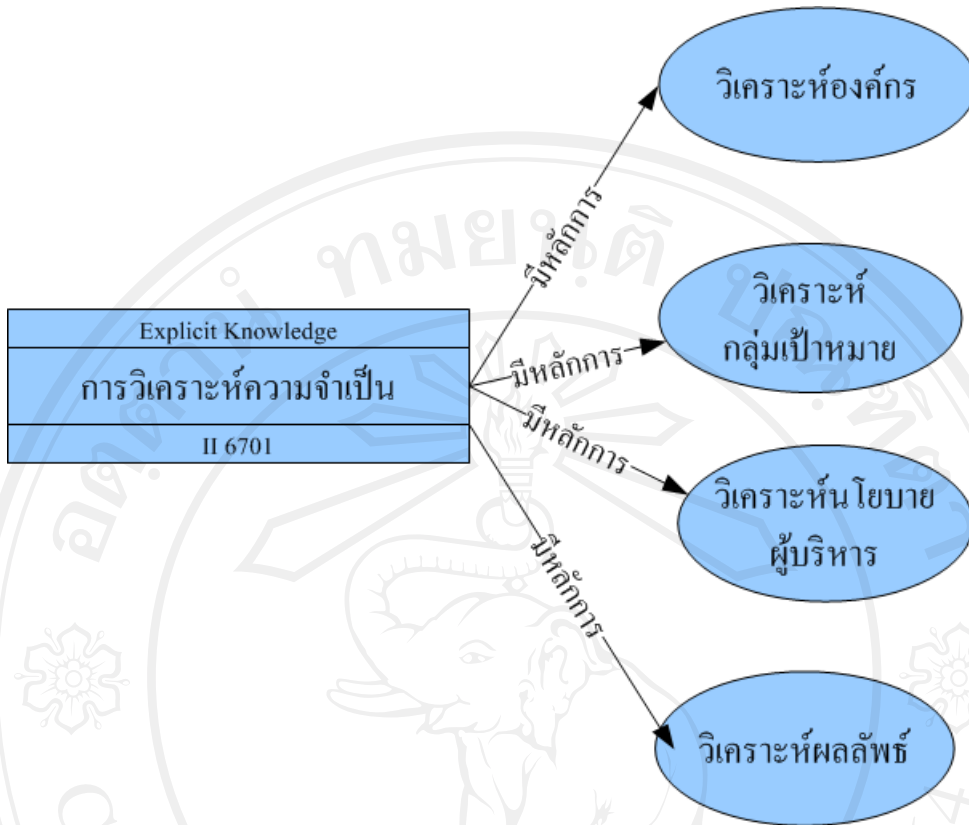 วิเคราะห์องค์กร
มีหลักการ
Explicit Knowledge
การวิเคราะห์ความจำเป็น
II 6701
มีหลักการ
วิเคราะห์
กลุ่มเป้าหมาย
มีหลักการ
วิเคราะห์นโยบาย
ผู้บริหาร
มีหลักการ
วิเคราะห์ผลลัพธ์